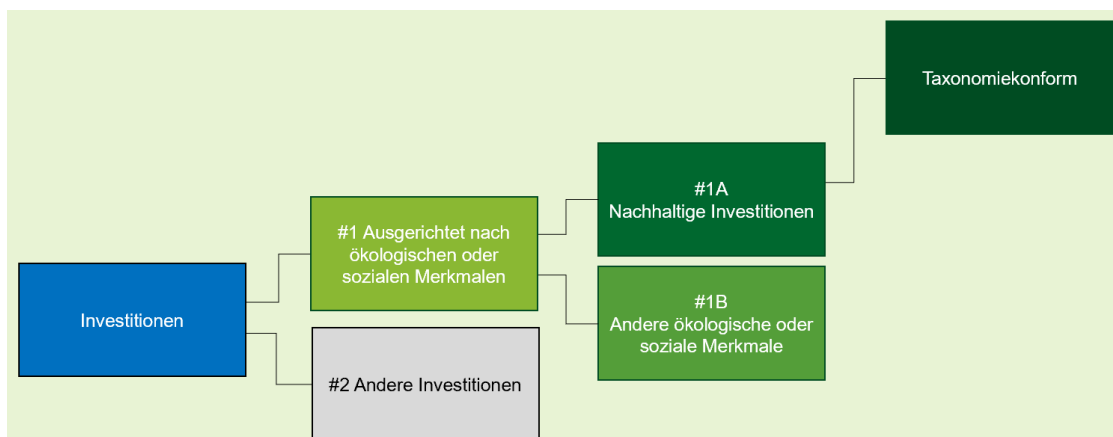 Taxonomiekonform
#1A
Nachhaltige Investitionen
#1 Ausgerichtet nach
ökologischen oder
sozialen Merkmalen
Investitionen
#1B
Andere ökologische oder
soziale Merkmale
#2 Andere Investitionen